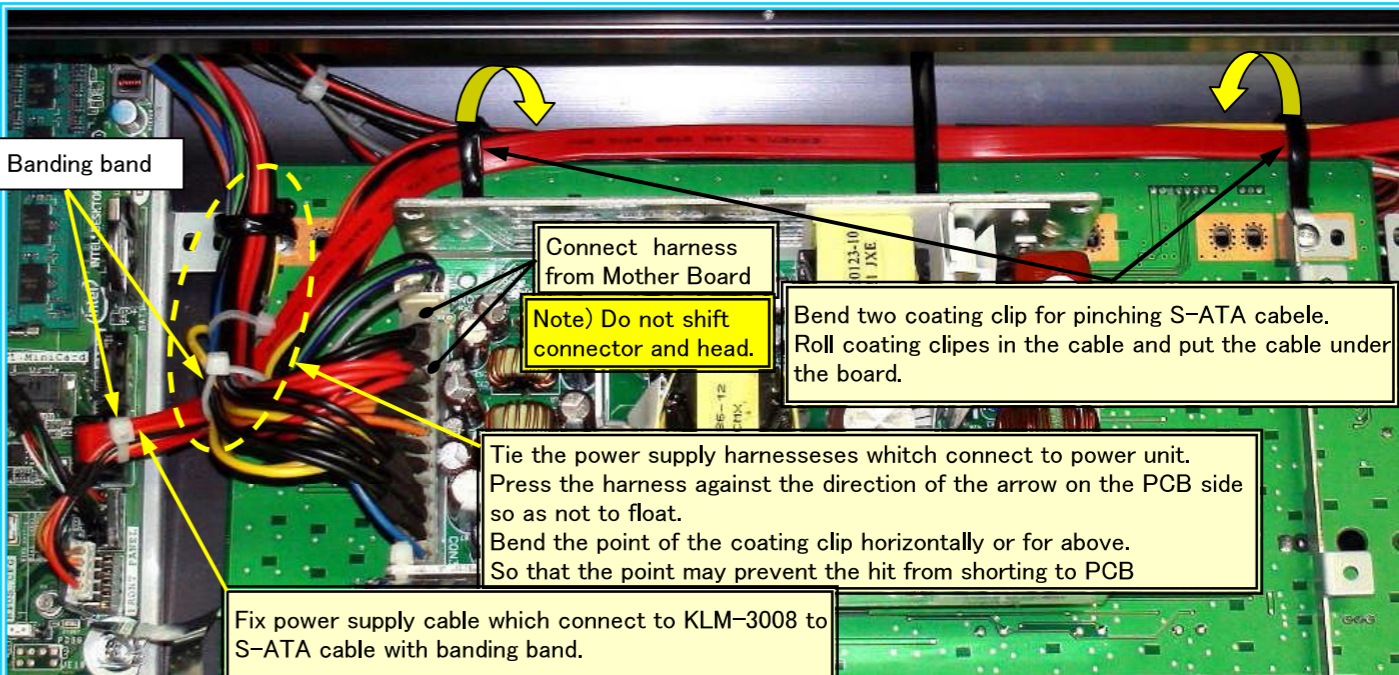 Banding band
Connect harness
from Mother Board
Note) Do not shift
connector and head.
Bend two coating clip for pinching S-ATA cabele.
Roll coating clipes in the cable and put the cable under
the board.
Tie the power supply harnesseses whitch connect to power unit.
Press the harness against the direction of the arrow on the PCB side
so as not to float.
Bend the point of the coating clip horizontally or for above.
So that the point may prevent the hit from shorting to PCB
Fix power supply cable which connect to KLM-3008 to
S-ATA cable with banding band.
FRONT PANEL